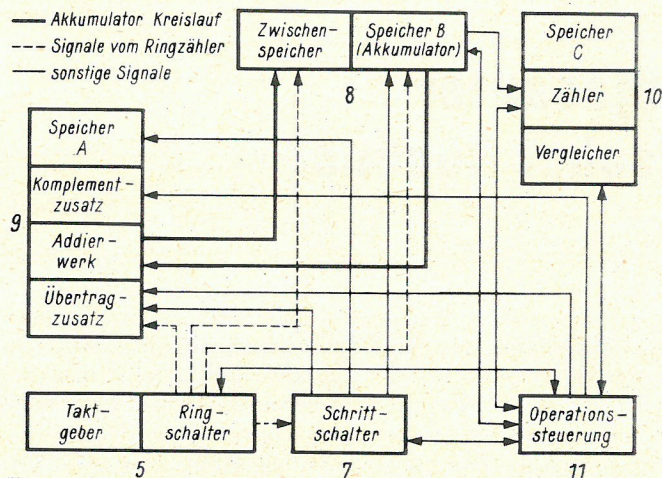 Akkumulator Kreislauf
Signale vom Ringzähler
sonstige Signale
Zwischen-
speicher
Speicher B
(Akkumulator)
8
Speicher
C
Zähler
Vergleicher
10
Speicher
A
Komplement-
zusatz
Addier-
werk
Übertrag-
zusatz
9
Takt-
geber
Ring-
schalter
5
Schritt-
schalter
7
Operations-
steuerung
11